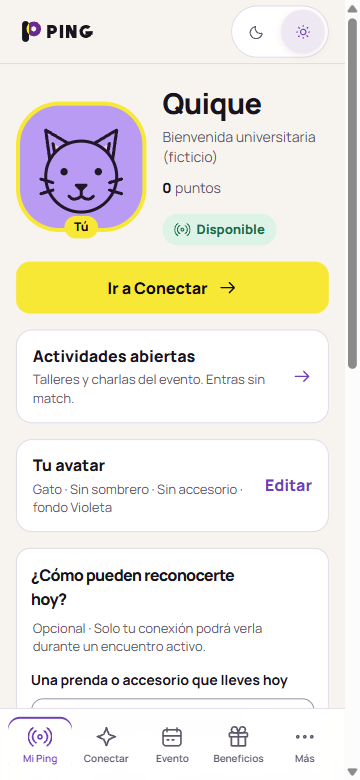 PING
Quique
Bienvenida universitaria
(ficticio)
0 puntos
Tú
Disponible
Ir a Conectar →
Actividades abiertas
Talleres y charlas del evento. Entras sin
match.
→
Tu avatar
Gato · Sin sombrero · Sin accesorio ·
fondo Violeta
Editar
¿Cómo pueden reconocerte
hoy?
Opcional · Solo tu conexión podrá verla
durante un encuentro activo.
Una prenda o accesorio que lleves hoy
Mi Ping
Conectar
Evento
Beneficios
Más